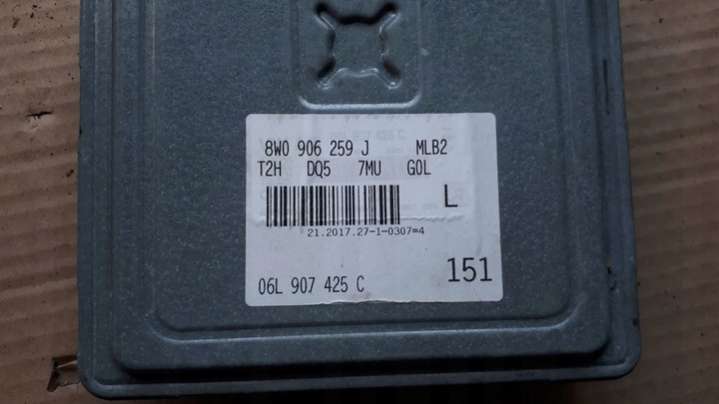 8W0 906 259 J MLB2
T2H DQ5 7MU G0L
L
21.2017.27-1-0307=4
06L 907 425 C 151